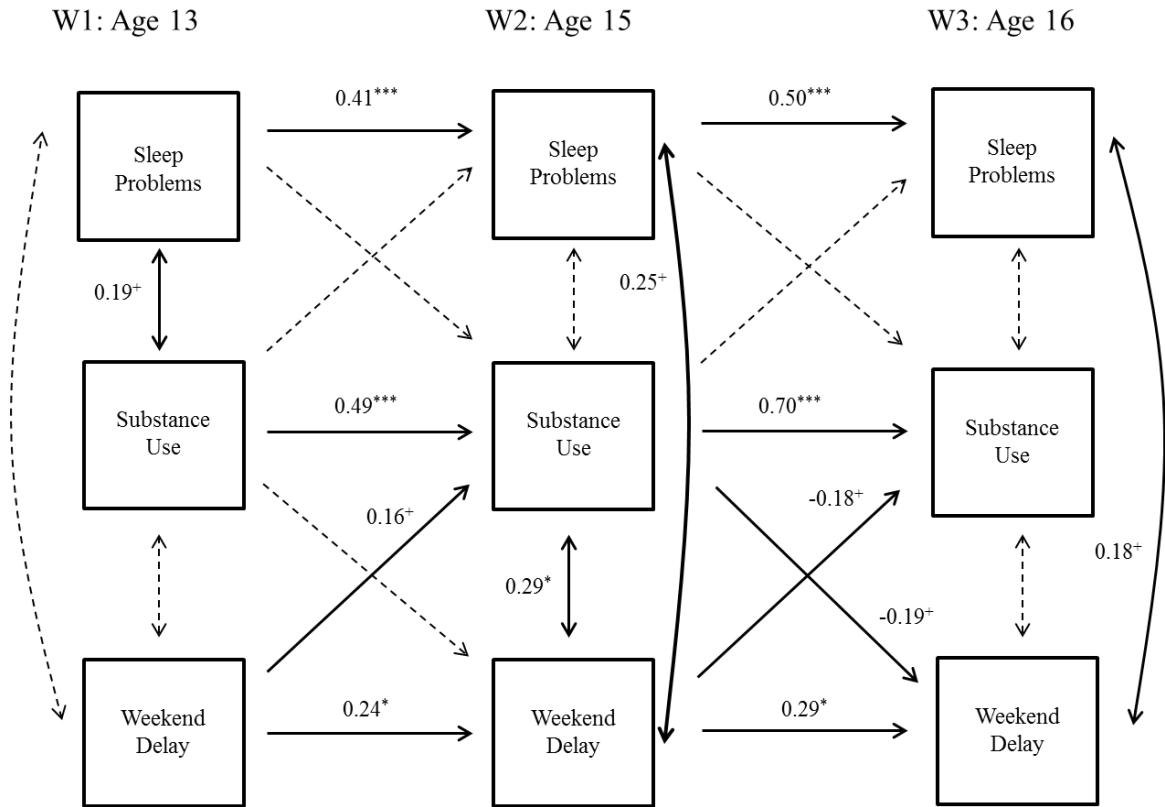 W1: Age 13
W2: Age 15
W3: Age 16
0.41***
0.50***
Sleep
Problems
Sleep
Problems
Sleep
Problems
0.19+
0.25+
Substance
Use
0.49***
Substance
Use
0.70***
Substance
Use
0.16+
-0.18+
0.29*
0.18+
-0.19+
Weekend
Delay
0.24*
Weekend
Delay
0.29*
Weekend
Delay